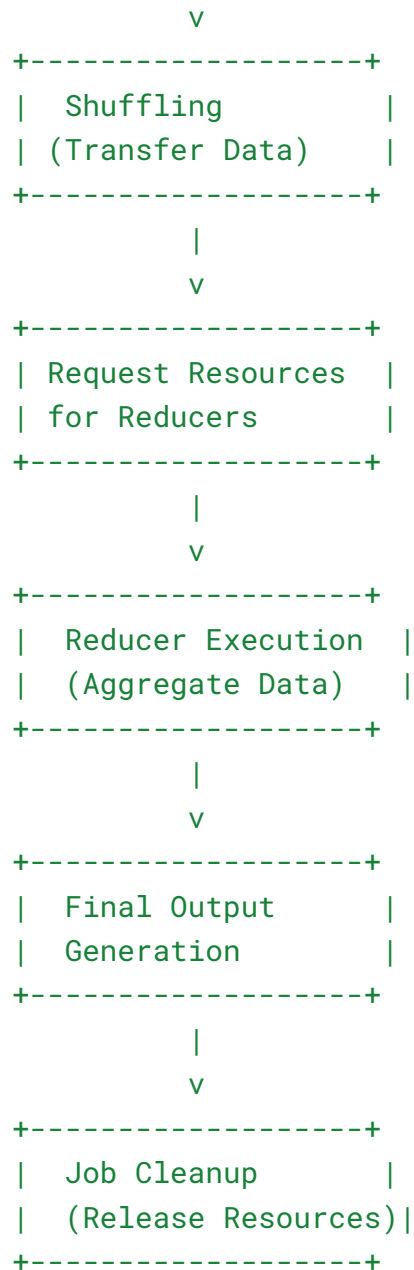 v
+-------------------+
|  Shuffling         |
| (Transfer Data)    |
+-------------------+
          |
          v
+-------------------+
| Request Resources  |
| for Reducers       |
+-------------------+
          |
          v
+-------------------+
|  Reducer Execution  |
|  (Aggregate Data)   |
+-------------------+
          |
          v
+-------------------+
|  Final Output      |
|  Generation        |
+-------------------+
          |
          v
+-------------------+
|  Job Cleanup       |
|  (Release Resources)|
+-------------------+